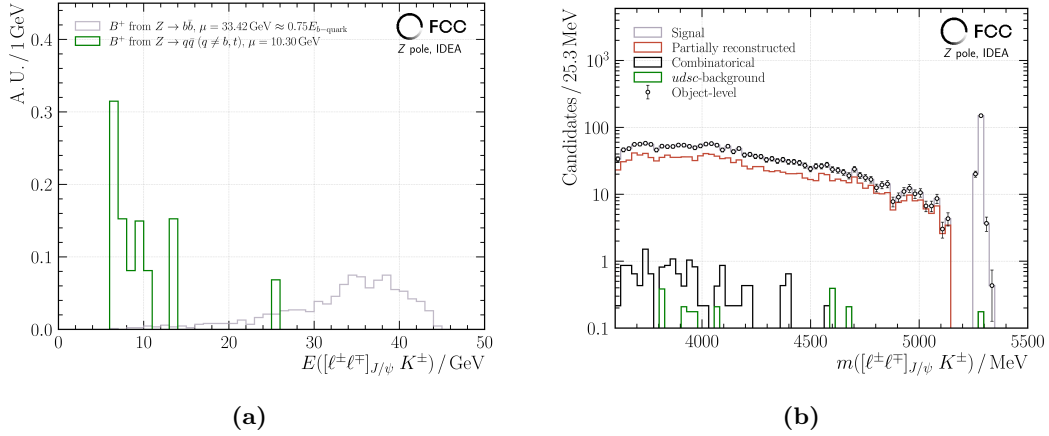 B⁺ from Z → bb̄, μ = 33.42 GeV ≈ 0.75E_{b−quark}
B⁺ from Z → qq̄ (q ≠ b, t), μ = 10.30 GeV
FCC
Z pole, IDEA
A. U. / 1 GeV
0.4
0.3
0.2
0.1
0.0
0 10 20 30 40 50
E([ℓ^±ℓ^∓]_{J/ψ} K^±) / GeV
(a)
Signal
Partially reconstructed
Combinatorical
udsc-background
Object-level
FCC
Z pole, IDEA
Candidates / 25.3 MeV
10³
100
10
1
0.1
4000 4500 5000 5500
m([ℓ^±ℓ^∓]_{J/ψ} K^±) / MeV
(b)